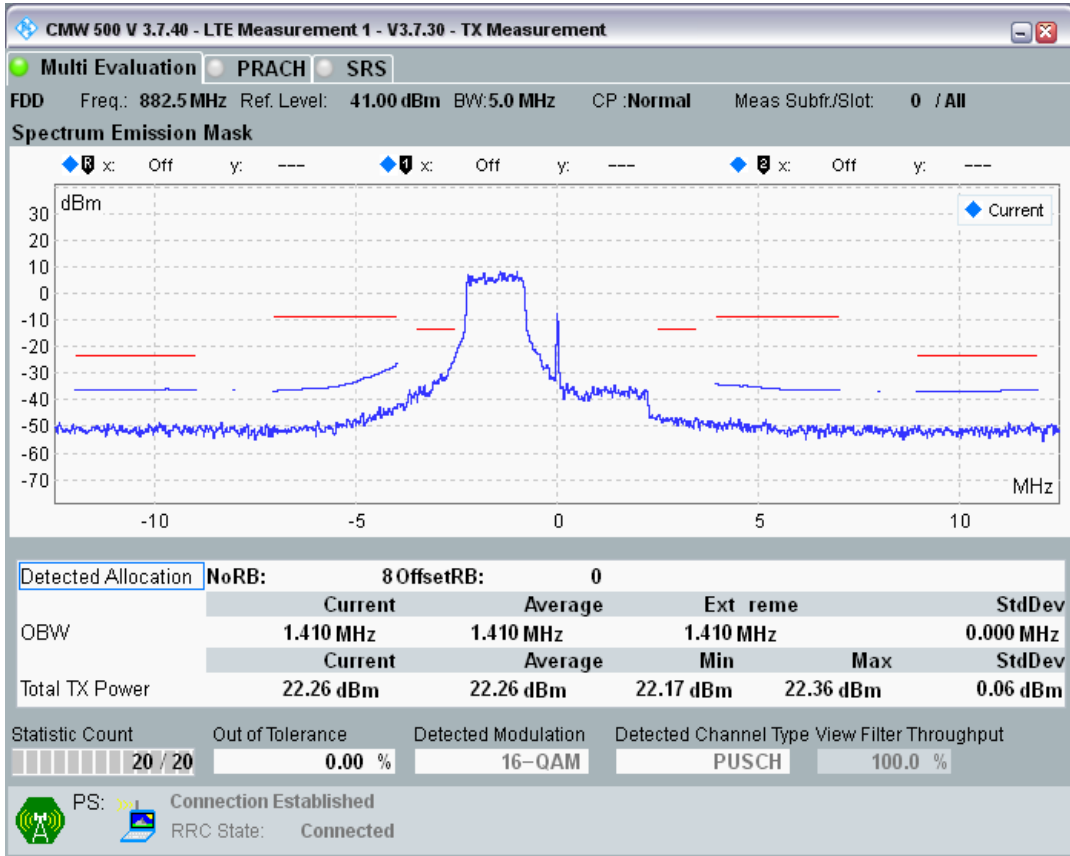 CMW 500 V 3.7.40 - LTE Measurement 1 - V3.7.30 - TX Measurement
Multi Evaluation PRACH SRS
FDD Freq.: 882.5 MHz Ref. Level: 41.00 dBm BW: 5.0 MHz CP : Normal Meas Subfr./Slot: 0 / All
Spectrum Emission Mask
R x: Off y: --- 1 x: Off y: --- 2 x: Off y: ---
dBm
Current
30
20
10
0
-10
-20
-30
-40
-50
-60
-70
MHz
-10 -5 0 5 10
Detected Allocation NoRB: 8 OffsetRB: 0
Current Average Ext reme StdDev
OBW 1.410 MHz 1.410 MHz 1.410 MHz 0.000 MHz
Current Average Min Max StdDev
Total TX Power 22.26 dBm 22.26 dBm 22.17 dBm 22.36 dBm 0.06 dBm
Statistic Count Out of Tolerance Detected Modulation Detected Channel Type View Filter Throughput
20 / 20 0.00 % 16-QAM PUSCH 100.0 %
PS: Connection Established
RRC State: Connected